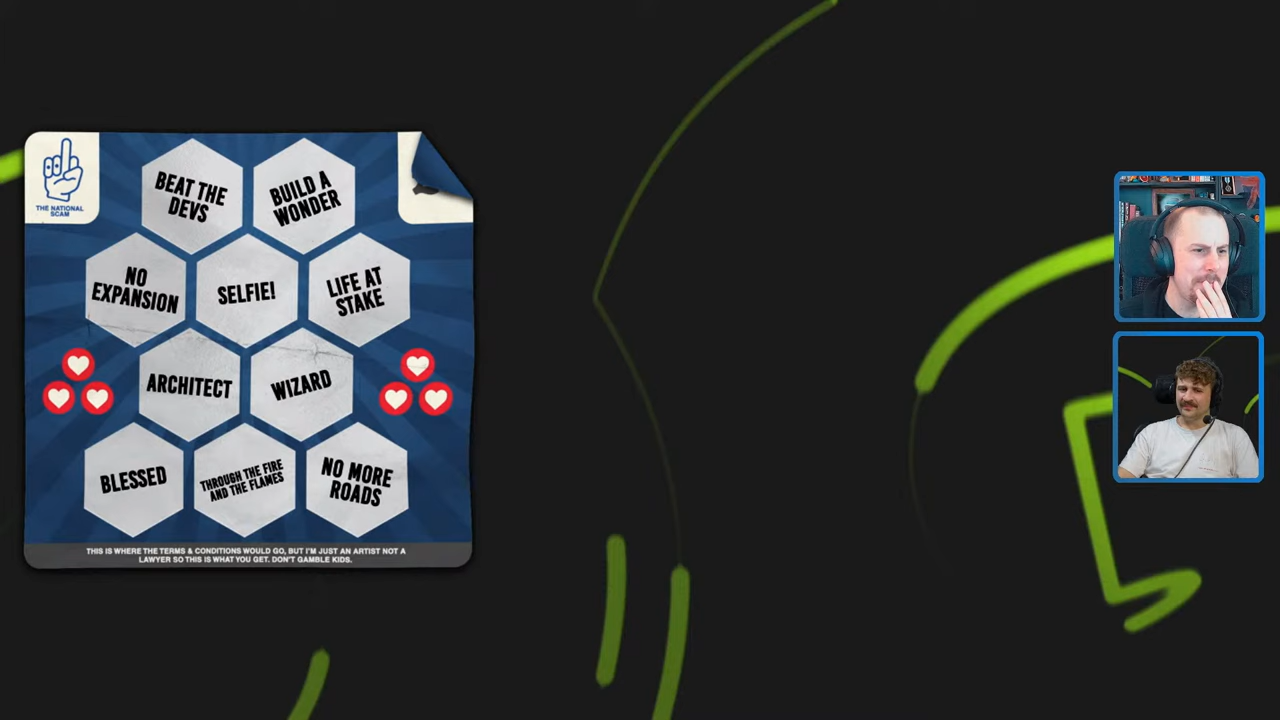 THE NATIONAL
SCAM
BEAT THE
DEVS
BUILD A
WONDER
NO
EXPANSION
SELFIE!
LIFE AT
STAKE
ARCHITECT
WIZARD
BLESSED
THROUGH THE FIRE
AND THE FLAMES
NO MORE
ROADS
THIS IS WHERE THE TERMS & CONDITIONS WOULD GO, BUT I'M JUST AN ARTIST NOT A
LAWYER SO THIS IS WHAT YOU GET. DON'T GAMBLE KIDS.